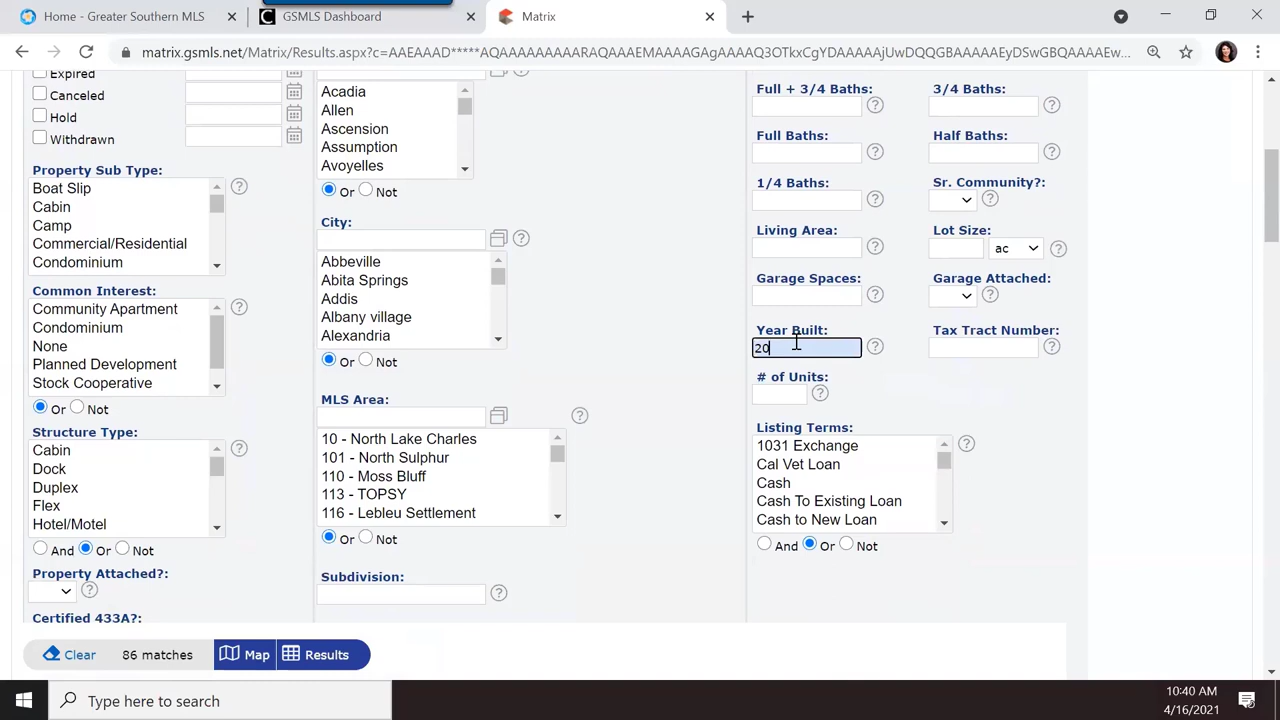 Home - Greater Southern MLS
GSMLS Dashboard
Matrix
matrix.gsmls.net/Matrix/Results.aspx?c=AAEAAAD*****AQAAAAAAAAARAQAAAEMAAAAGAgAAAAQ3OTkxCgYDAAAAAjUwDQQGBAAAAAEyDSwGBQAAAAEw...
Expired
Canceled
Hold
Withdrawn
Property Sub Type:
Boat Slip
Cabin
Camp
Commercial/Residential
Condominium
Common Interest:
Community Apartment
Condominium
None
Planned Development
Stock Cooperative
Or Not
Structure Type:
Cabin
Dock
Duplex
Flex
Hotel/Motel
And Or Not
Property Attached?:
Certified 433A?:
Acadia
Allen
Ascension
Assumption
Avoyelles
Or Not
City:
Abbeville
Abita Springs
Addis
Albany village
Alexandria
Or Not
MLS Area:
10 - North Lake Charles
101 - North Sulphur
110 - Moss Bluff
113 - TOPSY
116 - Lebleu Settlement
Or Not
Subdivision:
Full + 3/4 Baths:
3/4 Baths:
Full Baths:
Half Baths:
1/4 Baths:
Sr. Community?:
Living Area:
Lot Size:
ac
Garage Spaces:
Garage Attached:
Year Built:
20
Tax Tract Number:
# of Units:
Listing Terms:
1031 Exchange
Cal Vet Loan
Cash
Cash To Existing Loan
Cash to New Loan
And Or Not
Clear 86 matches Map Results
Type here to search
10:40 AM
4/16/2021